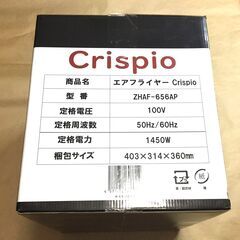 Crispio
商品名 エアフライヤー Crispio
型番 ZHAF-656AP
定格電圧 100V
定格周波数 50Hz/60Hz
定格電力 1450W
梱包サイズ 403×314×360mm
紙